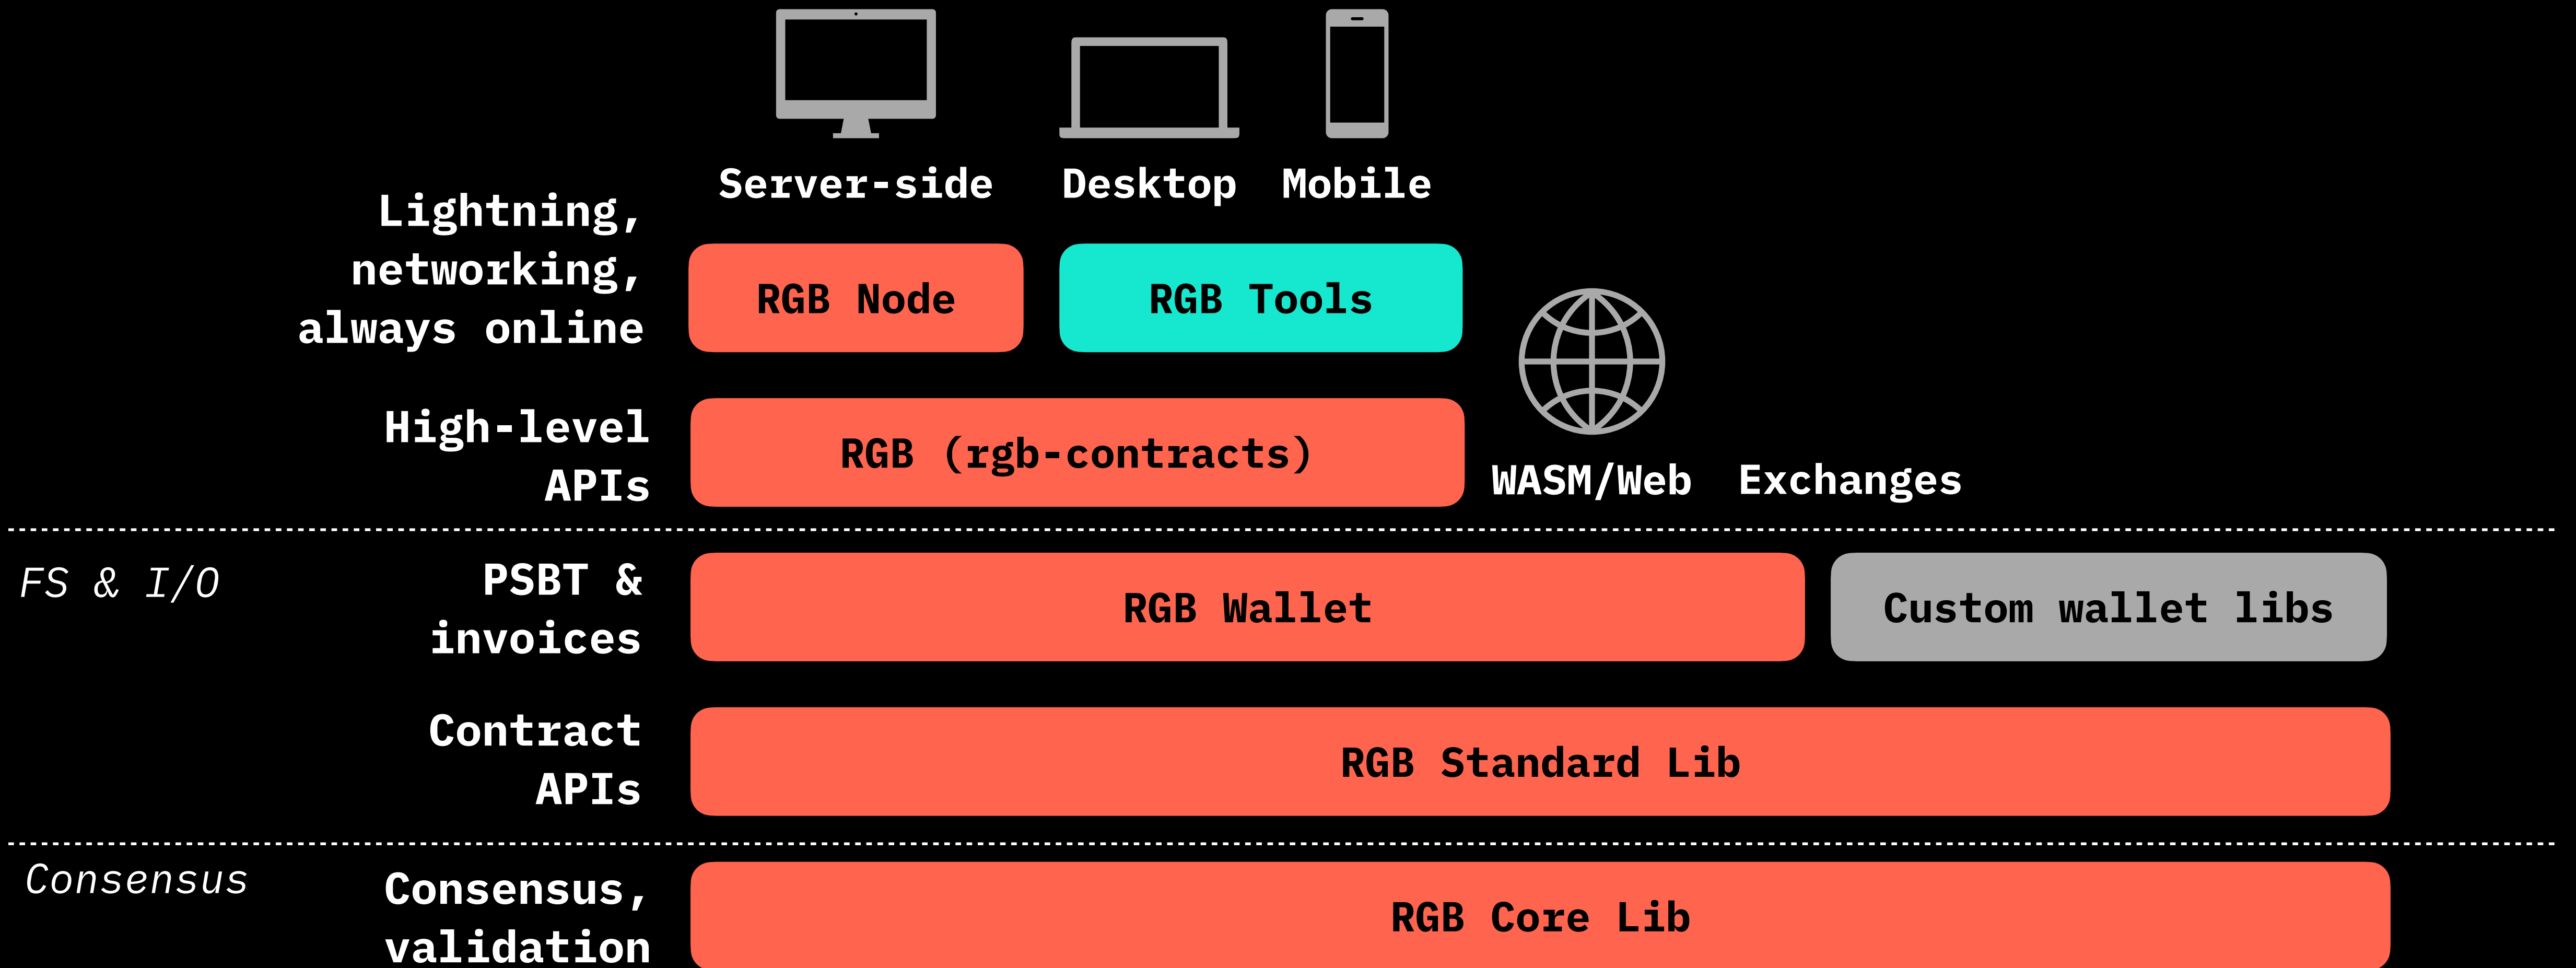 Server-side
Desktop
Mobile
Lightning,
networking,
always online
RGB Node
RGB Tools
High-level
APIs
RGB (rgb-contracts)
WASM/Web
Exchanges
FS & I/O
PSBT &
invoices
RGB Wallet
Custom wallet libs
Contract
APIs
RGB Standard Lib
Consensus
Consensus,
validation
RGB Core Lib